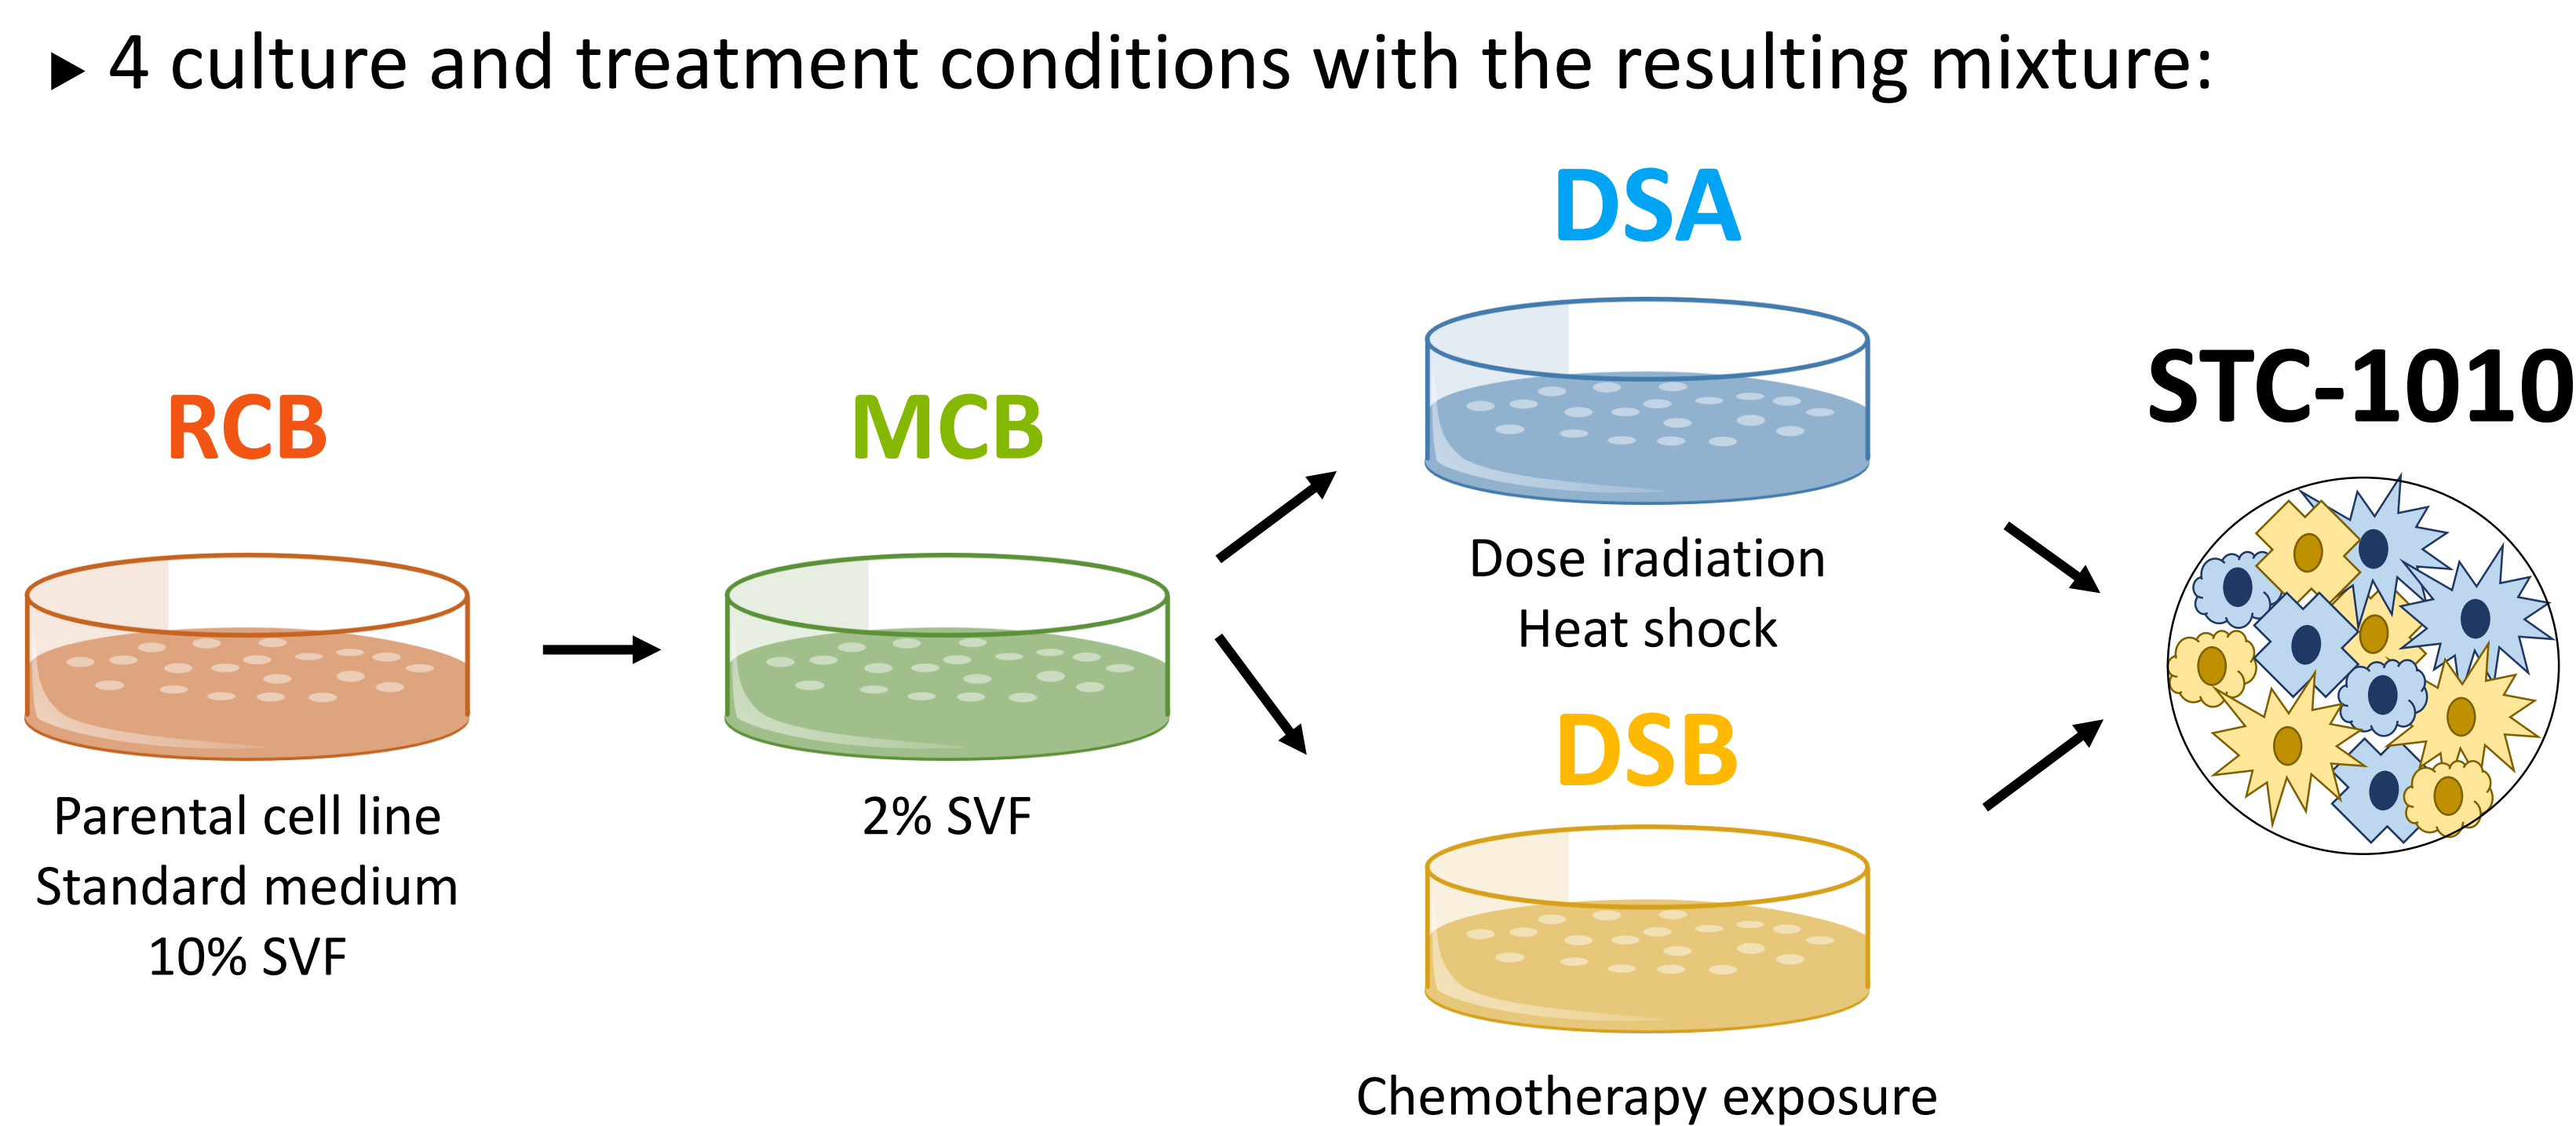 4 culture and treatment conditions with the resulting mixture:
RCB
Parental cell line
Standard medium
10% SVF
MCB
2% SVF
DSA
Dose iradiation
Heat shock
DSB
Chemotherapy exposure
STC-1010